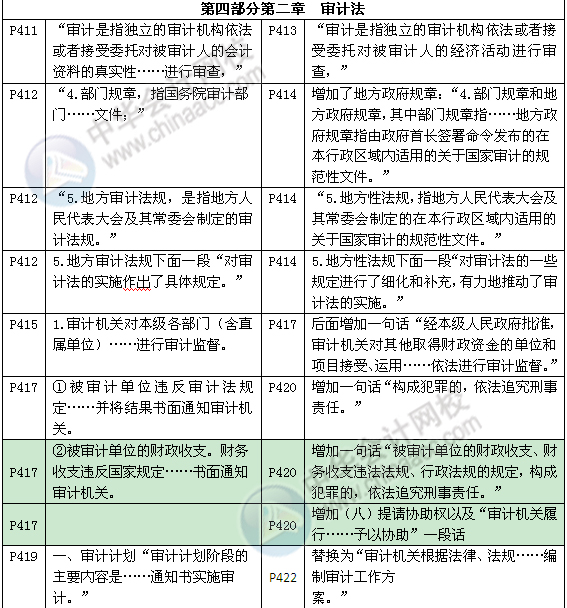 第四部分第二章 审计法
P411
“审计是指独立的审计机构依法
或者接受委托对被审计人的会计
资料的真实性……进行审查，”
P413
“审计是指独立的审计机构依法或者接
受委托对被审计人的经济活动进行审
查，”
P412
“4.部门规章，指国务院审计部
门……文件；”
P414
增加了地方政府规章：“4.部门规章和地
方政府规章，其中部门规章指……地方政
府规章指由政府首长签署命令发布的在
本行政区域内适用的关于国家审计的规
范性文件。”
P412
“5.地方审计法规，是指地方人
民代表大会及其常委会制定的审
计法规。”
P414
“5.地方性法规，指地方人民代表大会及
其常委会制定的在本行政区域内适用的
关于国家审计的规范性文件。”
P412
5.地方审计法规下面一段“对审
计法的实施作出了具体规定。”
P414
5.地方性法规下面一段“对审计法的一些
规定进行了细化和补充，有力地推动了审
计法的实施。”
P415
1.审计机关对本级各部门（含直
属单位）……进行审计监督。
P417
后面增加一句话“经本级人民政府批准，
审计机关对其他取得财政资金的单位和
项目接受、运用……依法进行审计监督。”
P417
①被审计单位违反审计法规
定……并将结果书面通知审计机
关。
P420
增加一句话“构成犯罪的，依法追究刑事
责任。”
P417
②被审计单位的财政收支。财务
收支违反国家规定……书面通知
审计机关。
P420
增加一句话“被审计单位的财政收支、财
务收支违法法规、行政法规的规定，构成
犯罪的，依法追究刑事责任。”
P417
P420
增加（八）提请协助权以及“审计机关履
行……予以协助”一段话
P419
一、审计计划“审计计划阶段的
主要内容是……通知书实施审
计。”
P422
替换为“审计机关根据法律、法规……编
制审计工作方
案。”
中华会计网校
www.chinaacc.com
中华会计网校